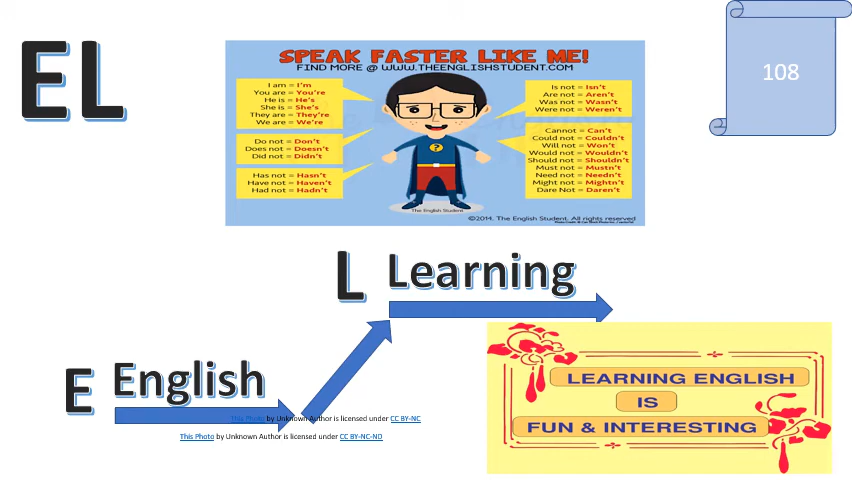 EL
108
SPEAK FASTER LIKE ME!
FIND MORE @ WWW.THEENGLISHSTUDENT.COM
I am = I'm
You are = You're
He is = He's
She is = She's
They are = They're
We are = We're
Do not = Don't
Does not = Doesn't
Did not = Didn't
Has not = Hasn't
Have not = Haven't
Had not = Hadn't
Is not = Isn't
Are not = Aren't
Was not = Wasn't
Were not = Weren't
Cannot = Can't
Could not = Couldn't
Will not = Won't
Would not = Wouldn't
Should not = Shouldn't
Must not = Mustn't
Need not = Needn't
Might not = Mightn't
Dare Not = Daren't
?
The English Student
©2014. The English Student. All rights reserved
L Learning
E English
LEARNING ENGLISH
IS
FUN & INTERESTING
This Photo by Unknown Author is licensed under CC BY-NC
This Photo by Unknown Author is licensed under CC BY-NC-ND